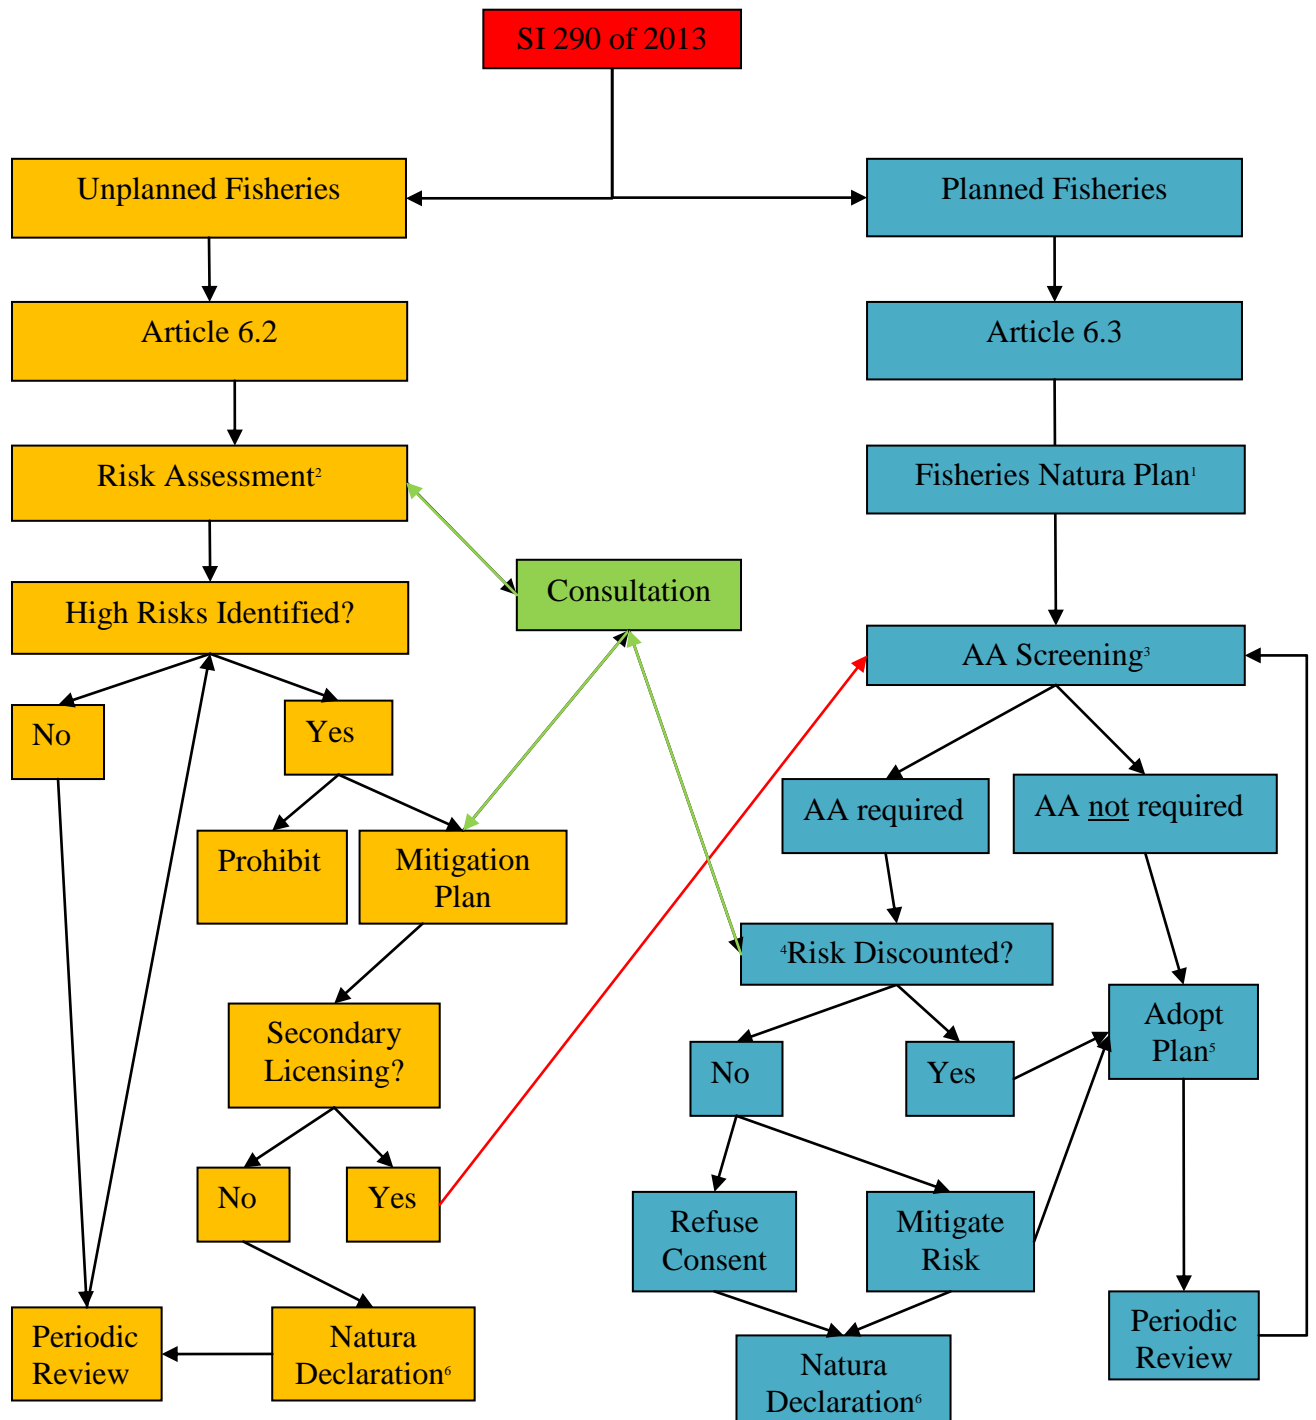 SI 290 of 2013
Unplanned Fisheries
Planned Fisheries
Article 6.2
Article 6.3
Risk Assessment²
Fisheries Natura Plan¹
High Risks Identified?
Consultation
AA Screening³
No
Yes
AA required
AA not required
Prohibit
Mitigation
Plan
⁴Risk Discounted?
Secondary
Licensing?
Adopt
Plan⁵
No
Yes
No
Yes
Refuse
Consent
Mitigate
Risk
Periodic
Review
Natura
Declaration⁶
Periodic
Review
Natura
Declaration⁶